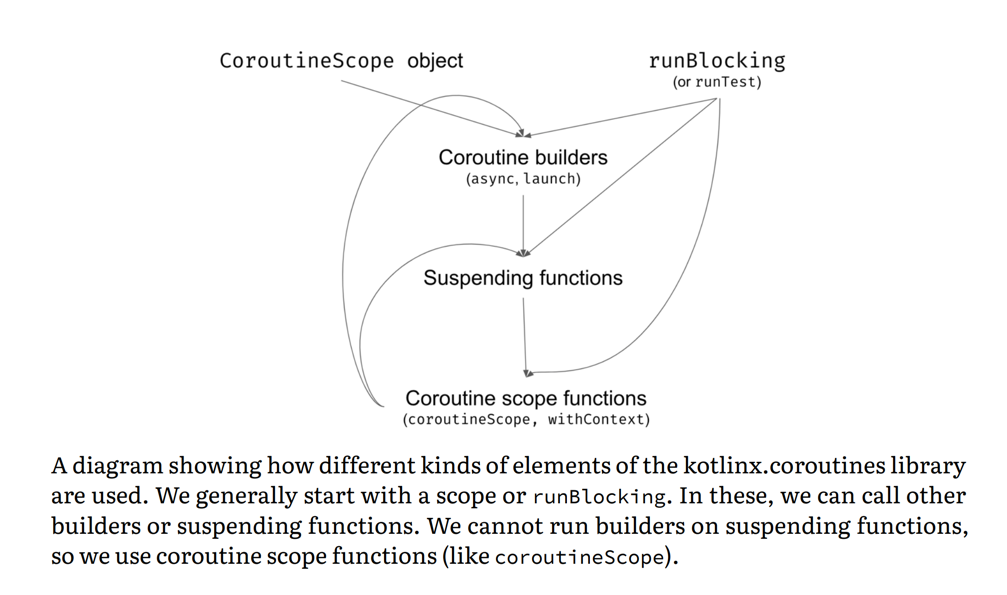 CoroutineScope object
runBlocking
(or runTest)
Coroutine builders
(async, launch)
Suspending functions
Coroutine scope functions
(coroutineScope, withContext)
A diagram showing how different kinds of elements of the kotlinx.coroutines library
are used. We generally start with a scope or runBlocking. In these, we can call other
builders or suspending functions. We cannot run builders on suspending functions,
so we use coroutine scope functions (like coroutineScope).